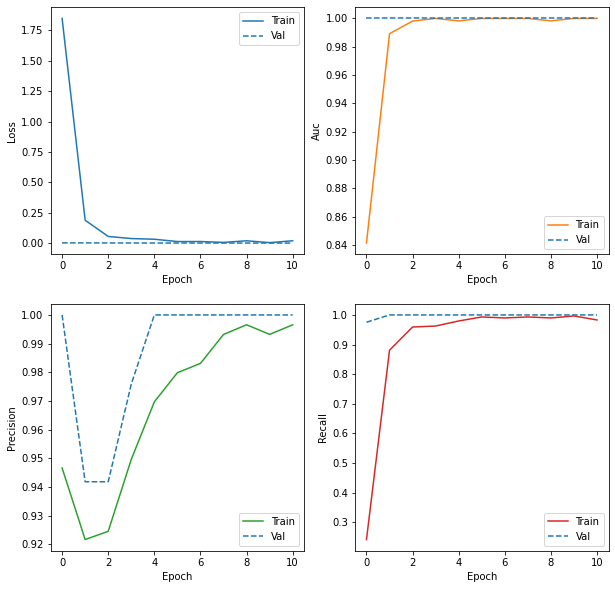 Loss
1.75
1.50
1.25
1.00
0.75
0.50
0.25
0.00
0 2 4 6 8 10
Epoch
Train
Val
Auc
1.00
0.98
0.96
0.94
0.92
0.90
0.88
0.86
0.84
0 2 4 6 8 10
Epoch
Train
Val
Precision
1.00
0.99
0.98
0.97
0.96
0.95
0.94
0.93
0.92
0 2 4 6 8 10
Epoch
Train
Val
Recall
1.0
0.9
0.8
0.7
0.6
0.5
0.4
0.3
0 2 4 6 8 10
Epoch
Train
Val